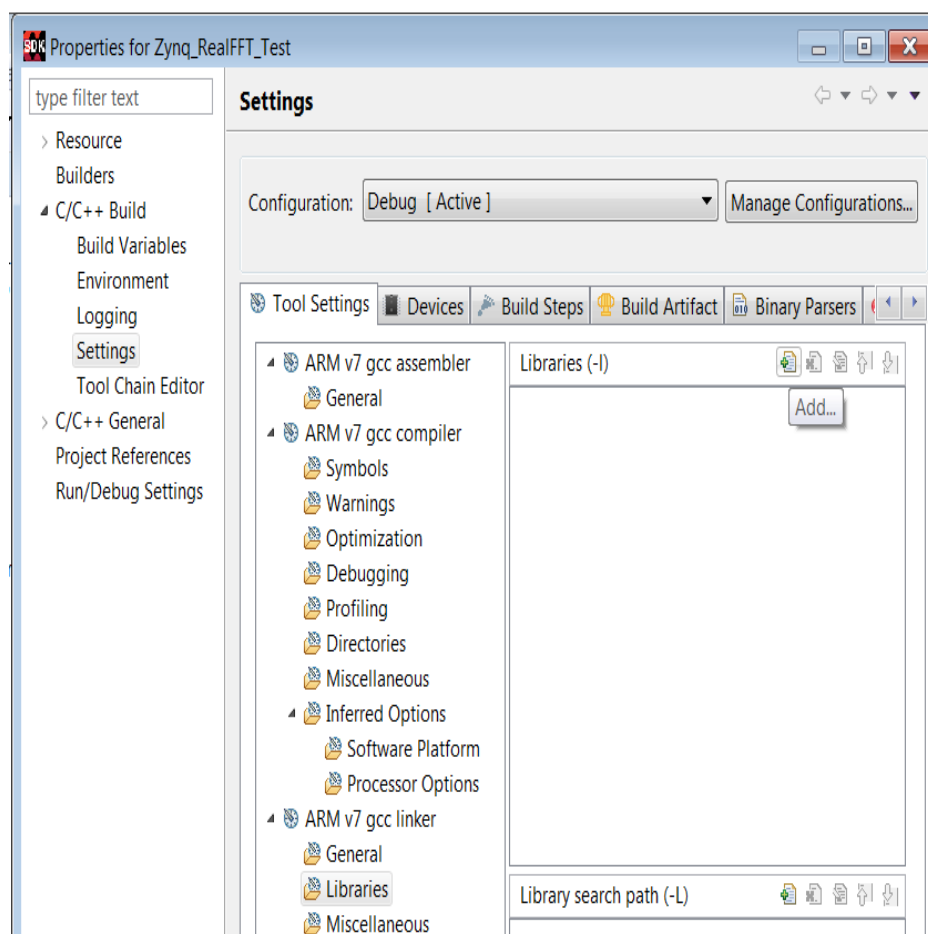 SDK Properties for Zynq_RealFFT_Test
type filter text
Resource
Builders
C/C++ Build
Build Variables
Environment
Logging
Settings
Tool Chain Editor
C/C++ General
Project References
Run/Debug Settings
Settings
Configuration: Debug [ Active ] Manage Configurations...
Tool Settings Devices Build Steps Build Artifact Binary Parsers
ARM v7 gcc assembler
General
ARM v7 gcc compiler
Symbols
Warnings
Optimization
Debugging
Profiling
Directories
Miscellaneous
Inferred Options
Software Platform
Processor Options
ARM v7 gcc linker
General
Libraries
Miscellaneous
Libraries (-l)
Add...
Library search path (-L)